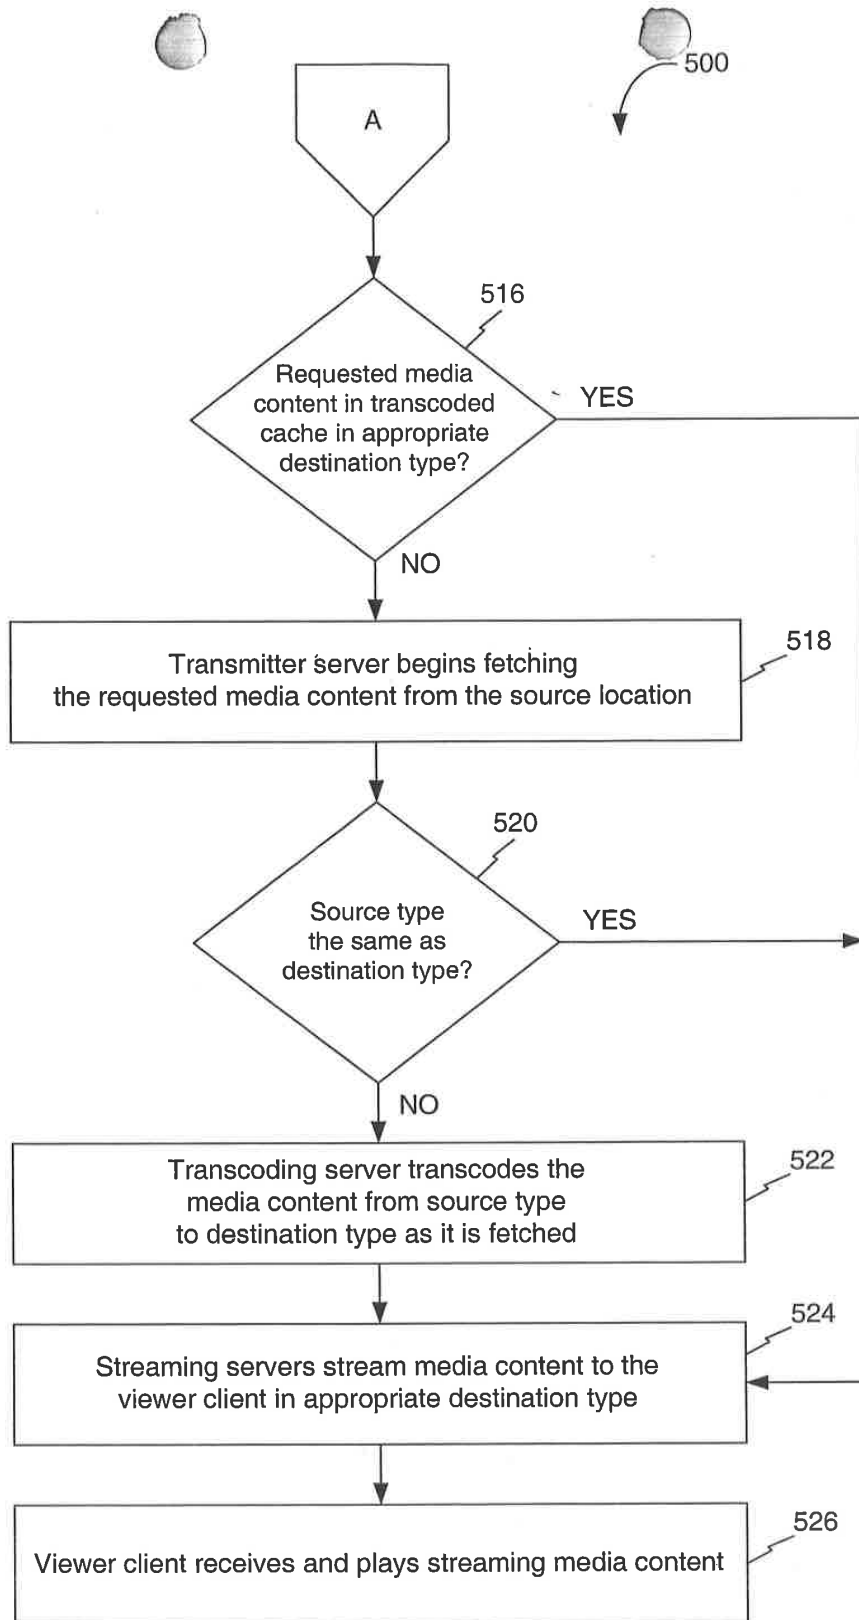 500
A
516
Requested media
content in transcoded
cache in appropriate
destination type?
YES
NO
518
Transmitter server begins fetching
the requested media content from the source location
520
Source type
the same as
destination type?
YES
NO
522
Transcoding server transcodes the
media content from source type
to destination type as it is fetched
524
Streaming servers stream media content to the
viewer client in appropriate destination type
526
Viewer client receives and plays streaming media content